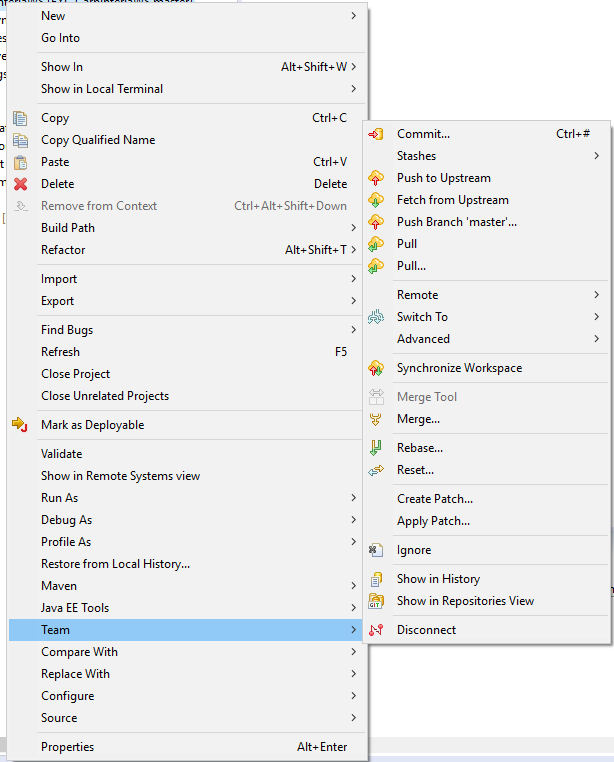 New
Go Into
Show In Alt+Shift+W
Show in Local Terminal
Copy Ctrl+C
Copy Qualified Name
Paste Ctrl+V
Delete Delete
Remove from Context Ctrl+Alt+Shift+Down
Build Path
Refactor Alt+Shift+T
Import
Export
Find Bugs
Refresh F5
Close Project
Close Unrelated Projects
Mark as Deployable
Validate
Show in Remote Systems view
Run As
Debug As
Profile As
Restore from Local History...
Maven
Java EE Tools
Team
Compare With
Replace With
Configure
Source
Properties Alt+Enter
Commit... Ctrl+#
Stashes
Push to Upstream
Fetch from Upstream
Push Branch 'master'...
Pull
Pull...
Remote
Switch To
Advanced
Synchronize Workspace
Merge Tool
Merge...
Rebase...
Reset...
Create Patch...
Apply Patch...
Ignore
Show in History
GIT Show in Repositories View
Disconnect